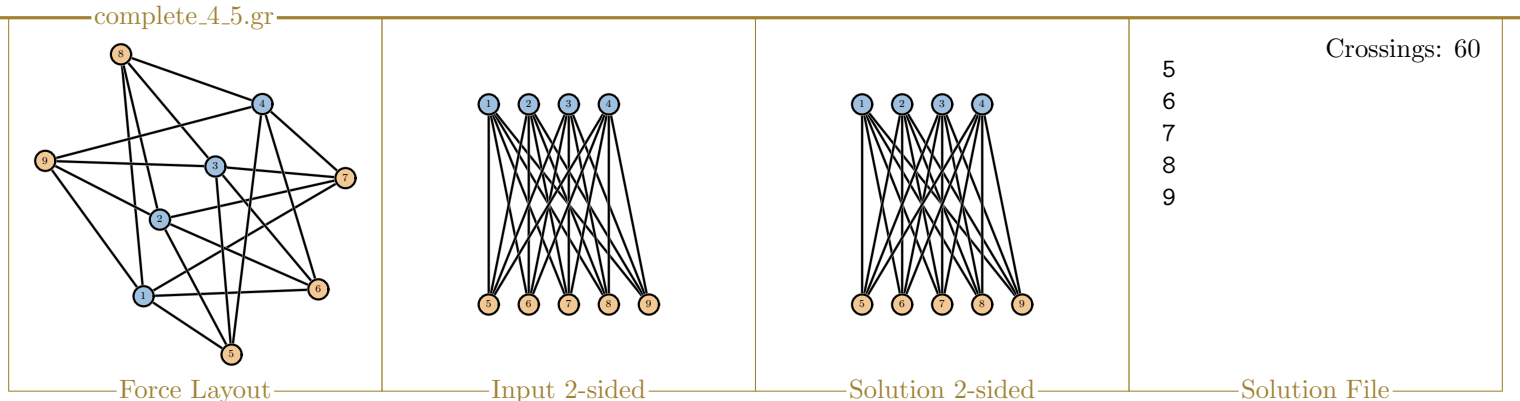 complete_4_5.gr
8
4
9
3
7
2
1
6
5
Force Layout
1 2 3 4
5 6 7 8 9
Input 2-sided
1 2 3 4
5 6 7 8 9
Solution 2-sided
Crossings: 60
5
6
7
8
9
Solution File